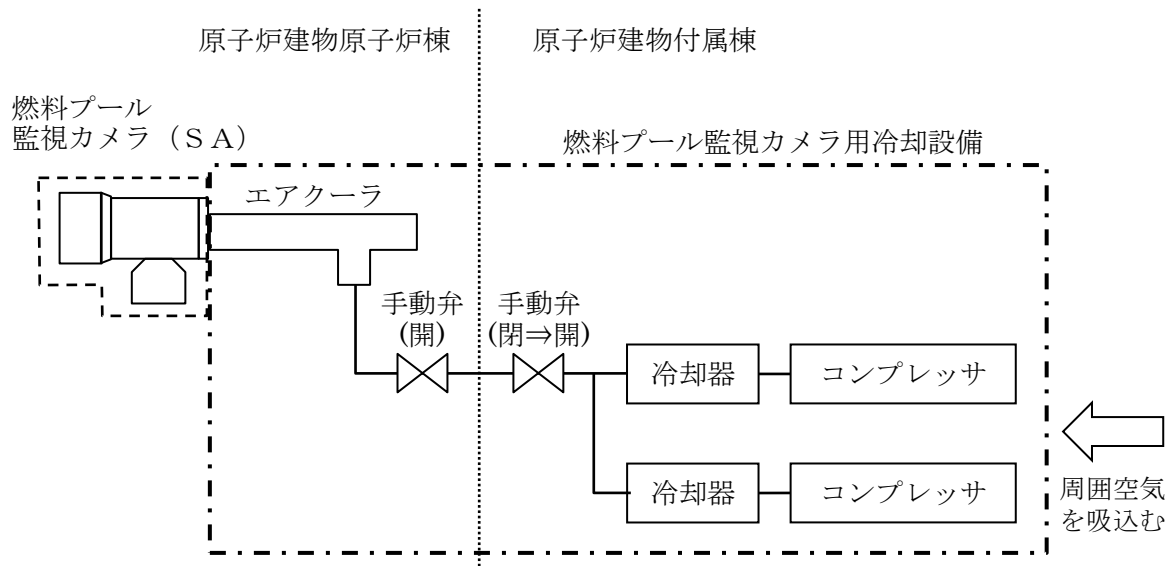 原子炉建物原子炉棟
原子炉建物付属棟
燃料プール
監視カメラ（ＳＡ）
燃料プール監視カメラ用冷却設備
エアクーラ
手動弁
(開)
手動弁
(閉⇒開)
冷却器
コンプレッサ
冷却器
コンプレッサ
周囲空気
を吸込む